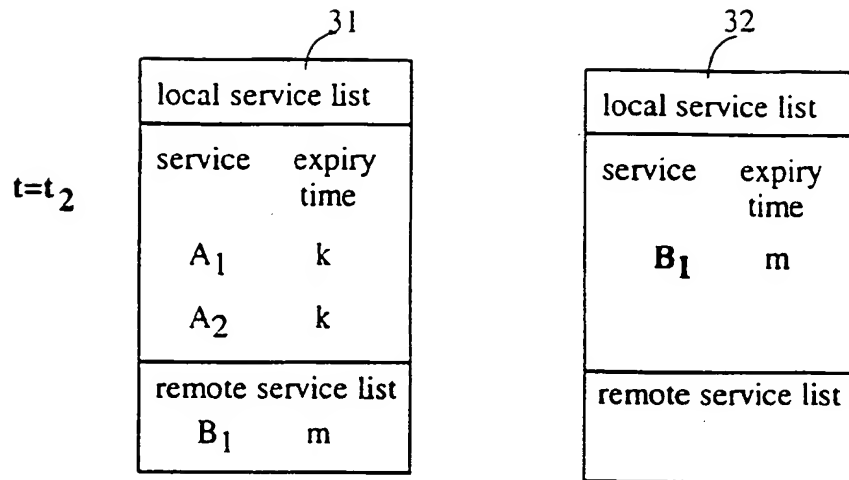 31
local service list
t=t2
service expiry
time
A1 k
A2 k
remote service list
B1 m
32
local service list
service expiry
time
B1 m
remote service list